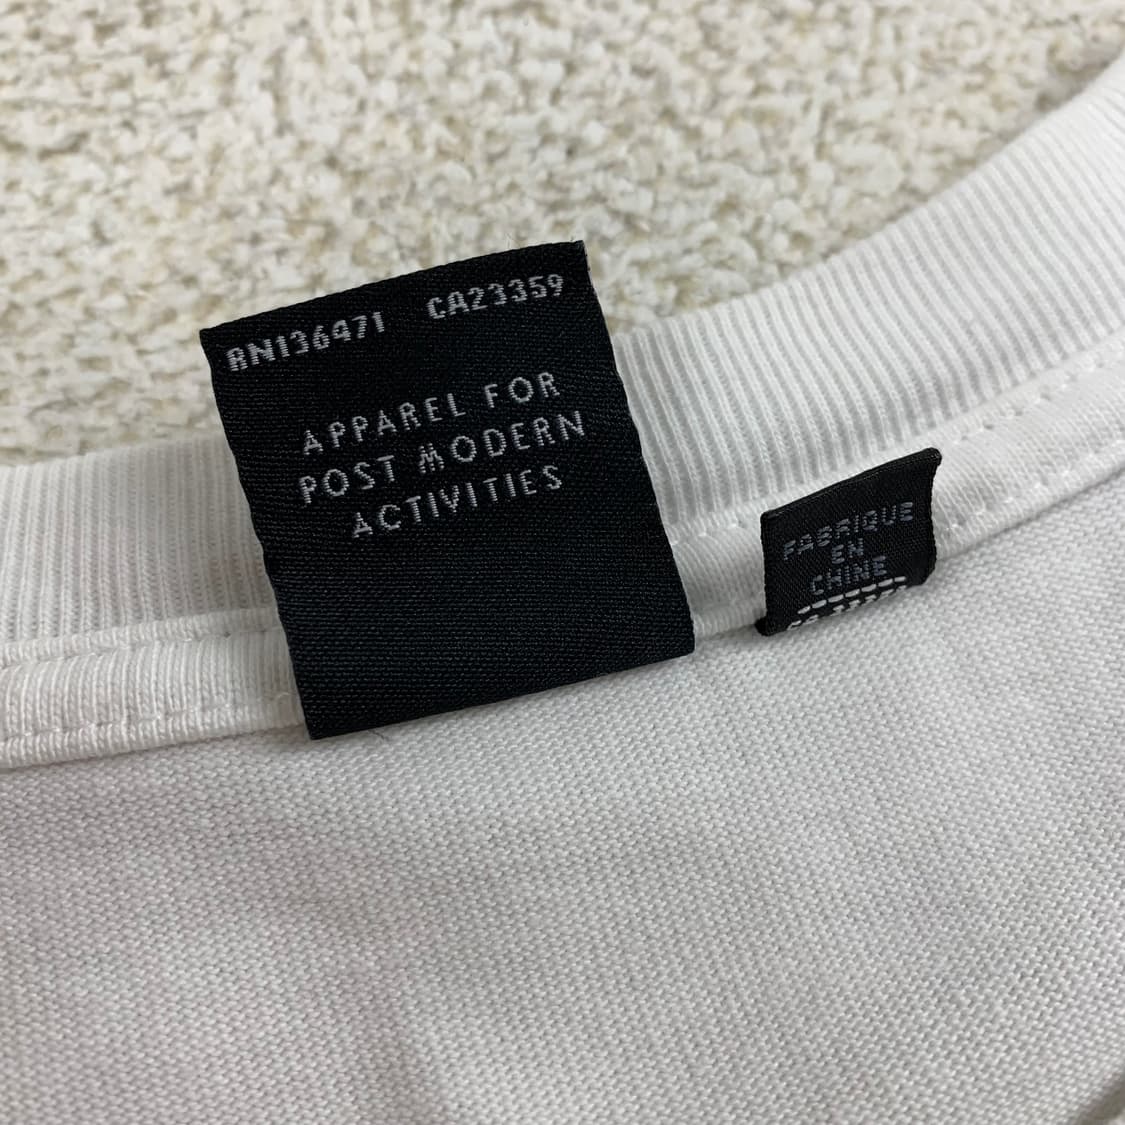 RN136471 CA23359
APPAREL FOR
POST MODERN
ACTIVITIES
FABRIQUE
EN
CHINE